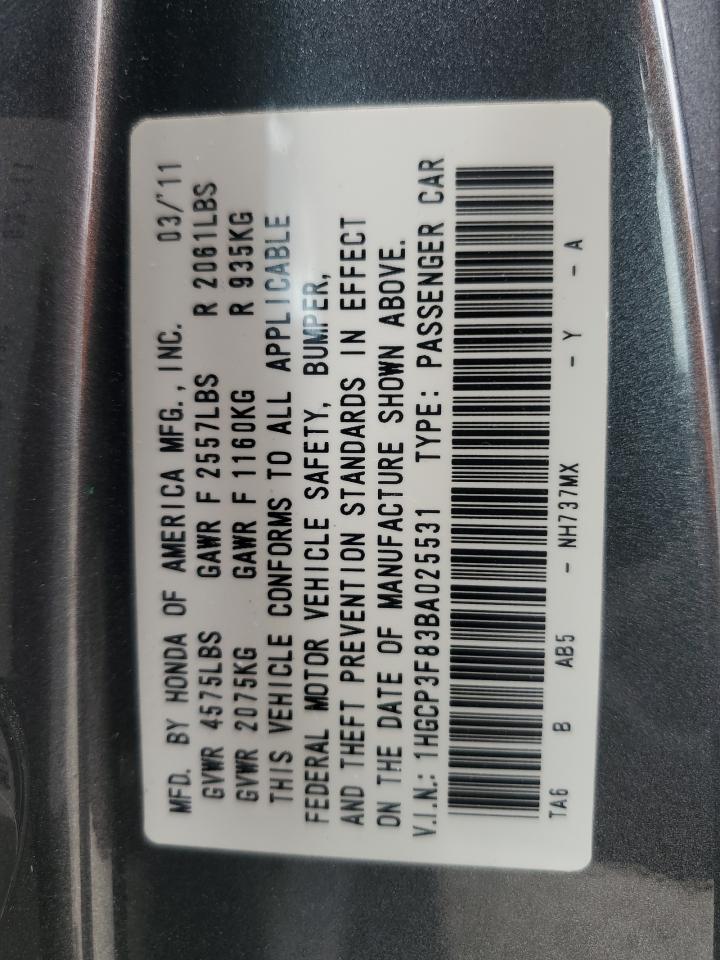 MFD. BY HONDA OF AMERICA MFG., INC. 03/'11
GVWR 4575LBS GAWR F 2557LBS R 2061LBS
GVWR 2075KG GAWR F 1160KG R 935KG
THIS VEHICLE CONFORMS TO ALL APPLICABLE
FEDERAL MOTOR VEHICLE SAFETY, BUMPER,
AND THEFT PREVENTION STANDARDS IN EFFECT
ON THE DATE OF MANUFACTURE SHOWN ABOVE.
V.I.N.: 1HGCP3F83BA025531 TYPE: PASSENGER CAR
TA6 B AB5 - NH737MX - Y - A